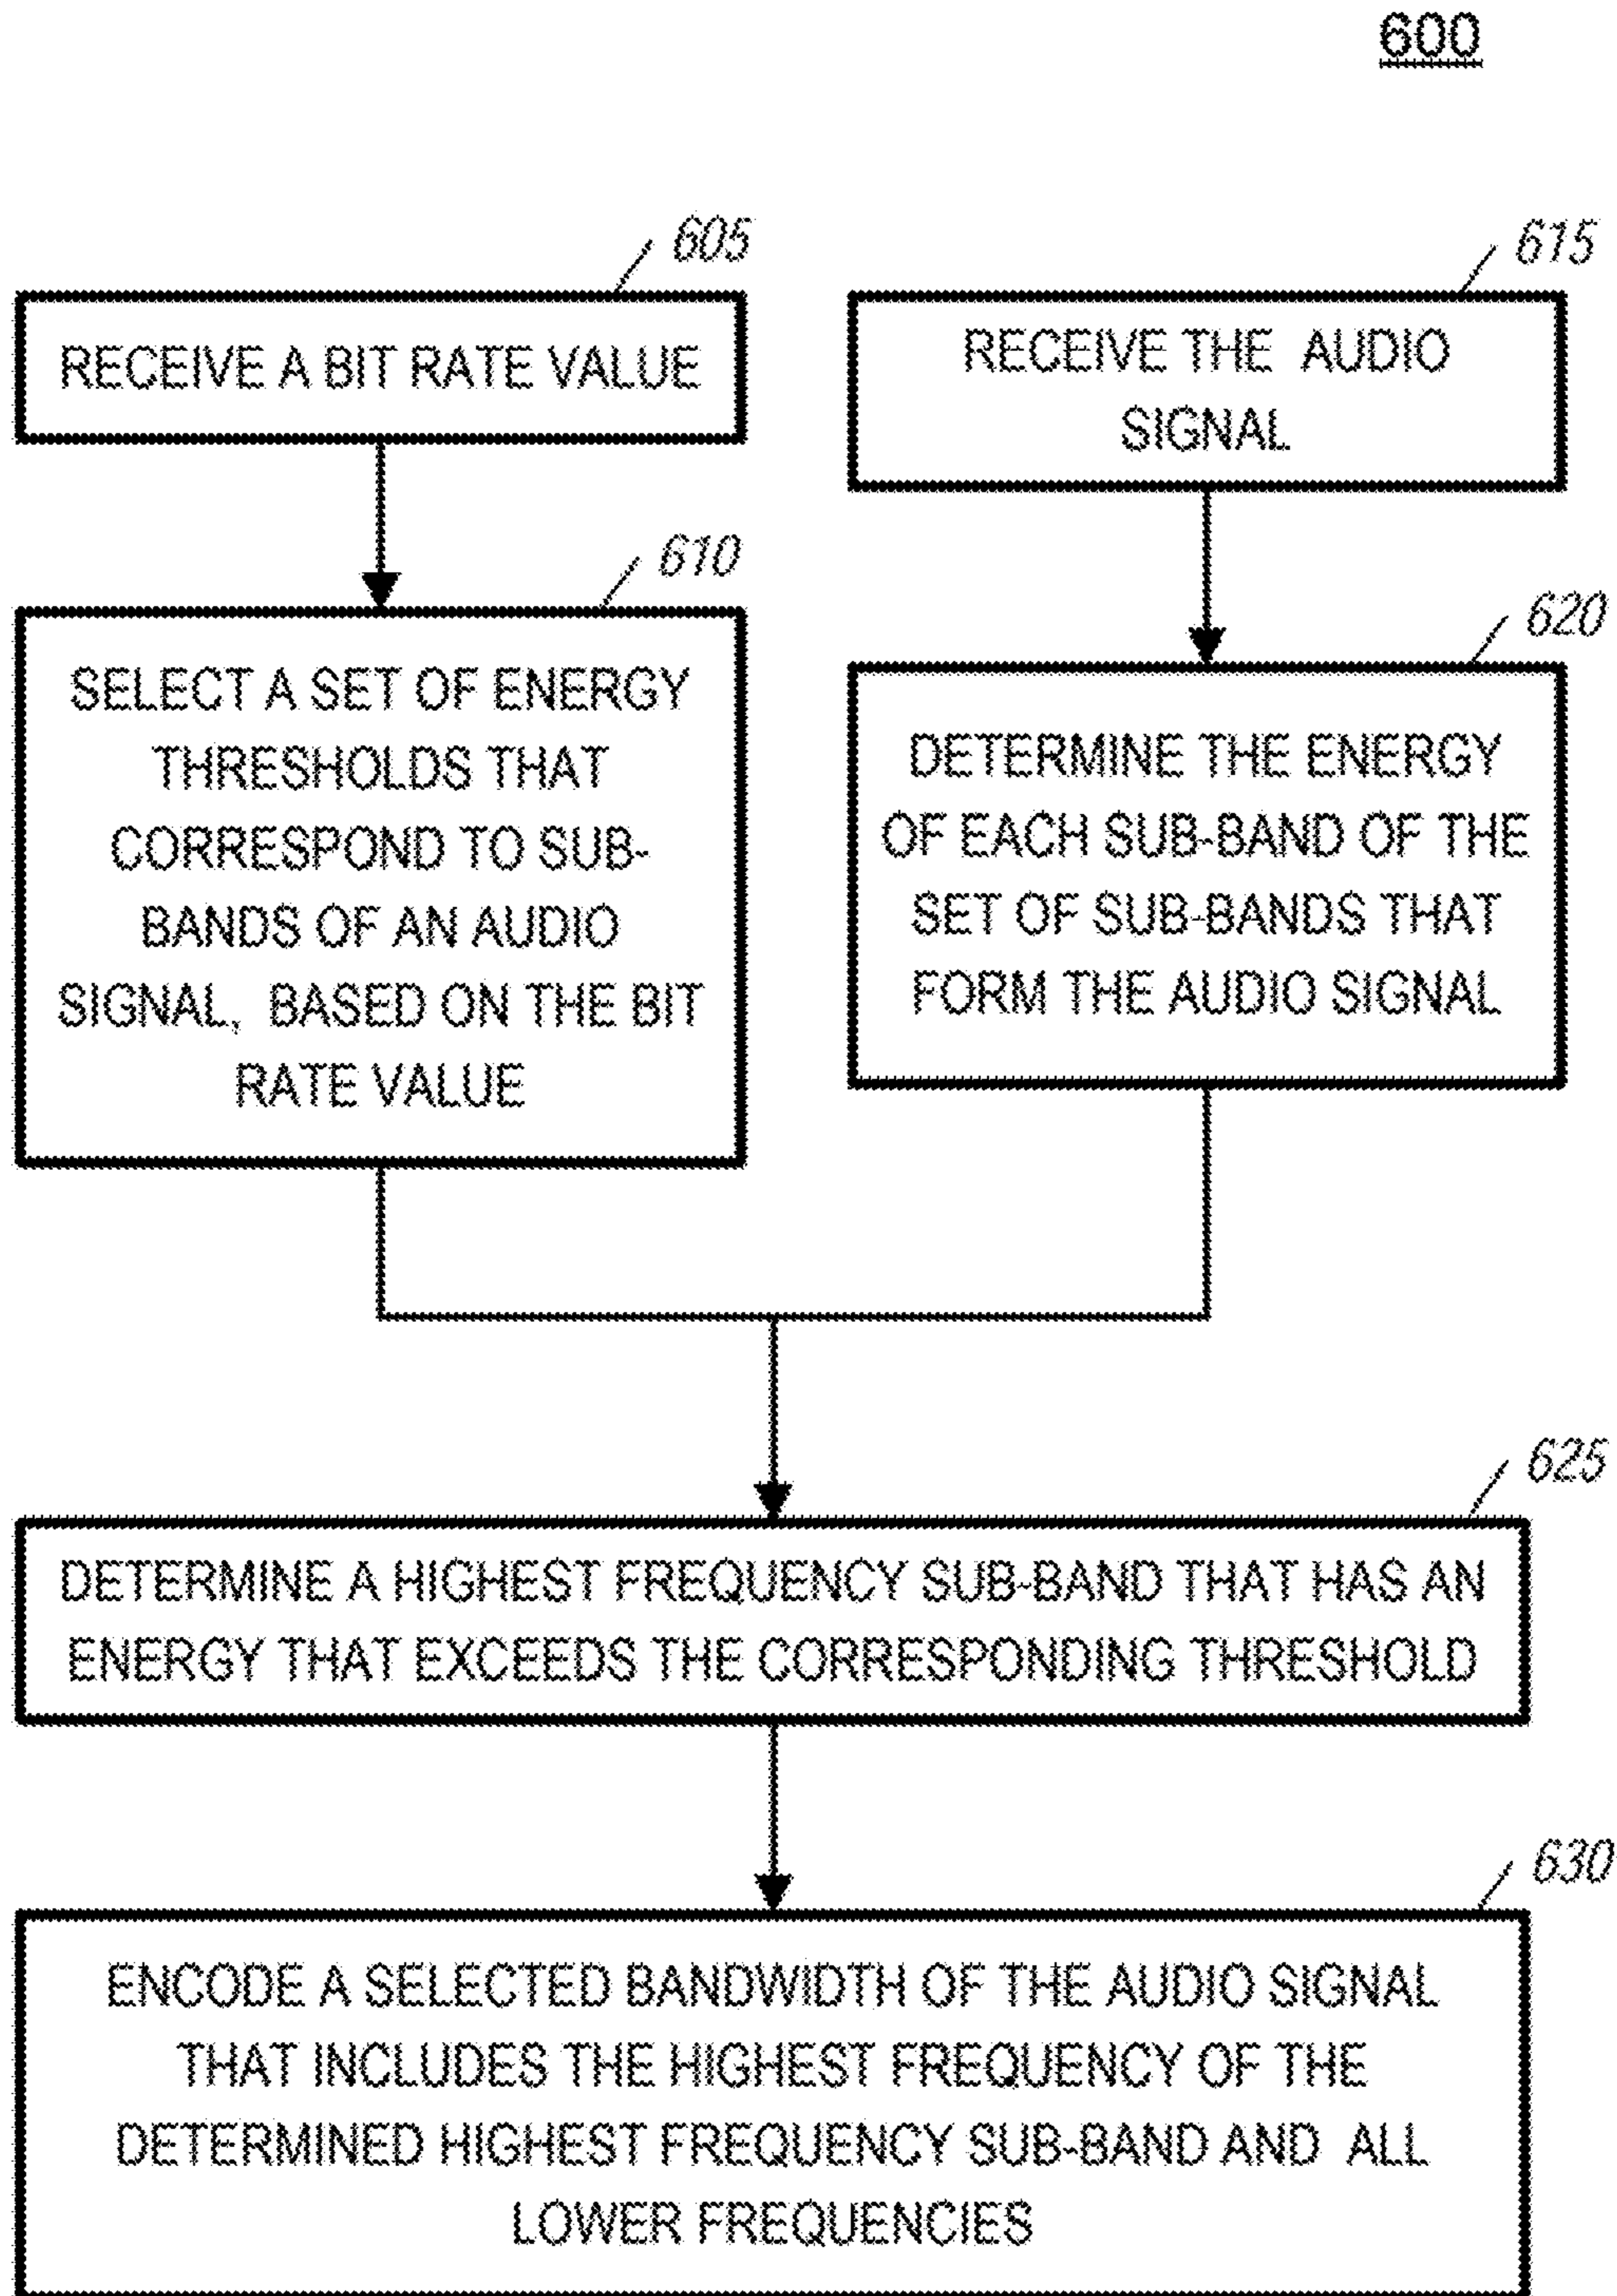 600
605
RECEIVE A BIT RATE VALUE
610
SELECT A SET OF ENERGY
THRESHOLDS THAT
CORRESPOND TO SUB-
BANDS OF AN AUDIO
SIGNAL, BASED ON THE BIT
RATE VALUE
615
RECEIVE THE AUDIO
SIGNAL
620
DETERMINE THE ENERGY
OF EACH SUB-BAND OF THE
SET OF SUB-BANDS THAT
FORM THE AUDIO SIGNAL
625
DETERMINE A HIGHEST FREQUENCY SUB-BAND THAT HAS AN
ENERGY THAT EXCEEDS THE CORRESPONDING THRESHOLD
630
ENCODE A SELECTED BANDWIDTH OF THE AUDIO SIGNAL
THAT INCLUDES THE HIGHEST FREQUENCY OF THE
DETERMINED HIGHEST FREQUENCY SUB-BAND AND ALL
LOWER FREQUENCIES